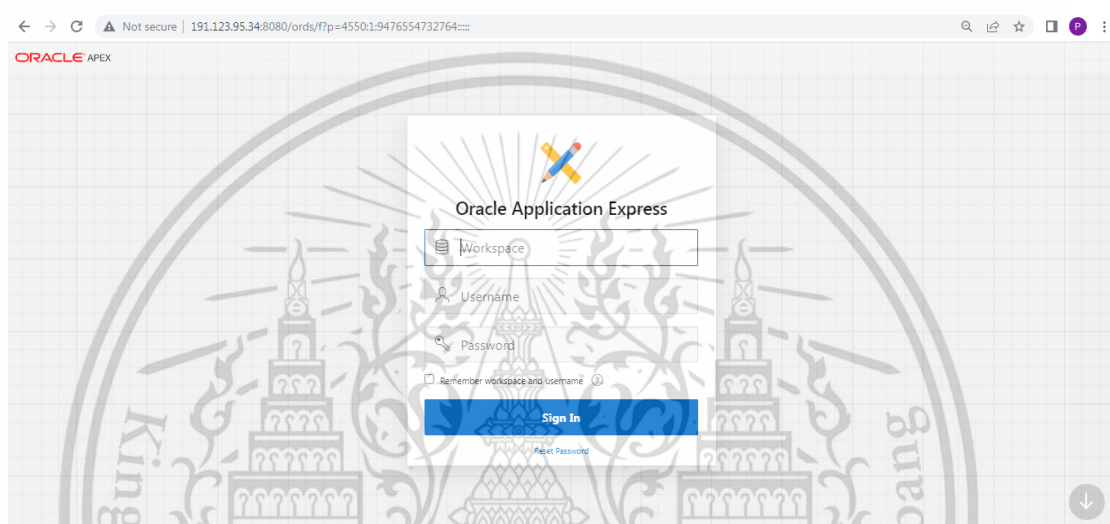 Not secure | 191.123.95.34:8080/ords/f?p=4550:1:9476554732764:::::
P
ORACLE APEX
Oracle Application Express
Workspace
Username
Password
Remember workspace and username ?
Sign In
Reset Password
King